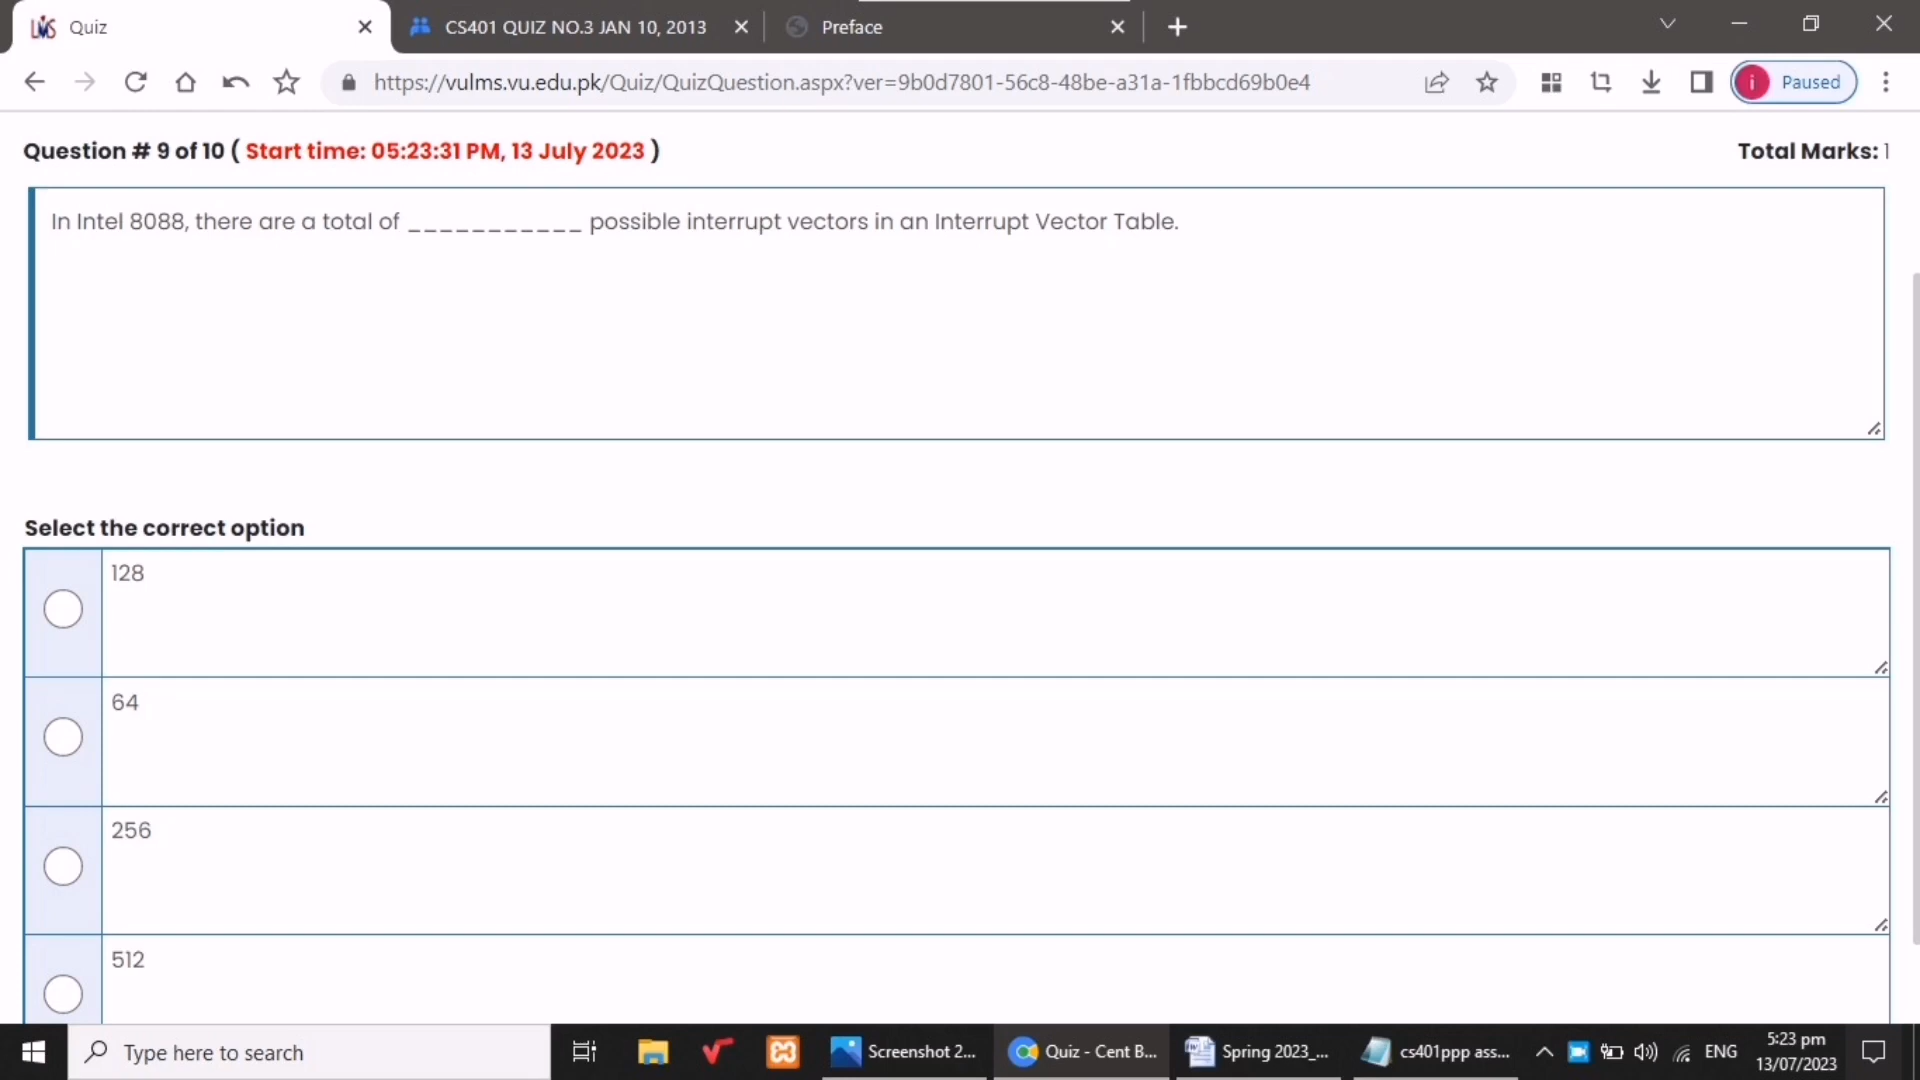 Quiz
CS401 QUIZ NO.3 JAN 10, 2013
Preface
https://vulms.vu.edu.pk/Quiz/QuizQuestion.aspx?ver=9b0d7801-56c8-48be-a31a-1fbbcd69b0e4
i Paused
Question # 9 of 10 ( Start time: 05:23:31 PM, 13 July 2023 )
Total Marks: 1
In Intel 8088, there are a total of ___________ possible interrupt vectors in an Interrupt Vector Table.
Select the correct option
128
64
256
512
Type here to search
Screenshot 2...
Quiz - Cent B...
Spring 2023_...
cs401ppp ass...
ENG
5:23 pm
13/07/2023